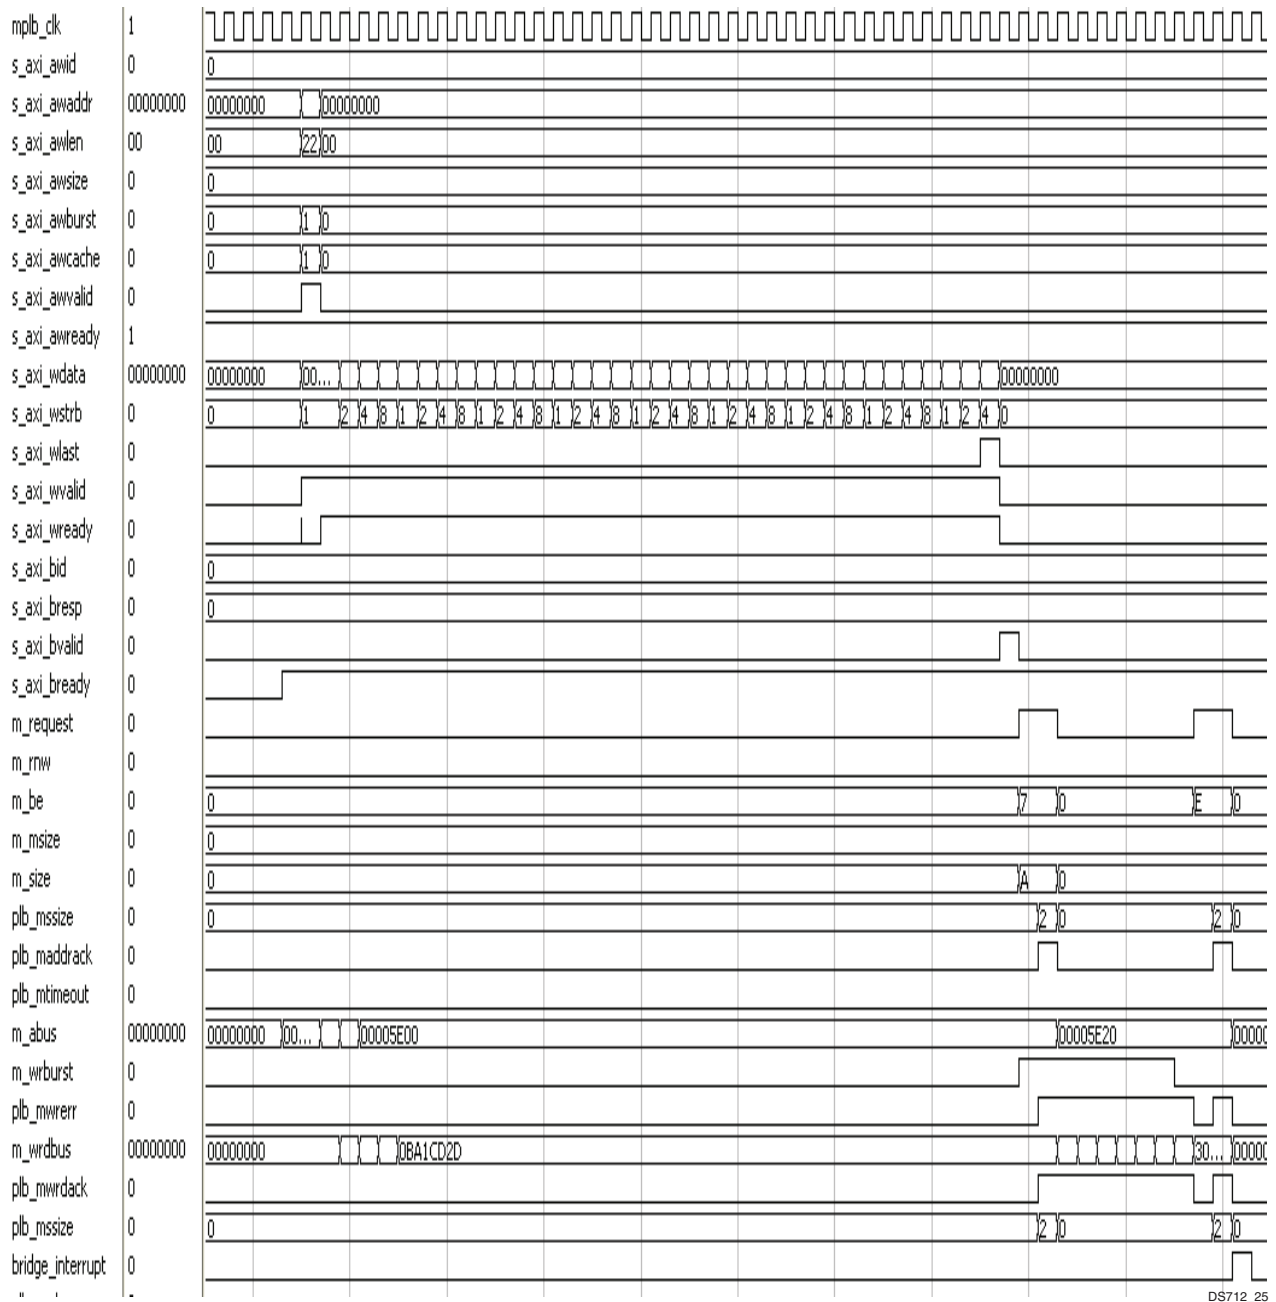 mplb_clk 1
s_axi_awid 0 0
s_axi_awaddr 00000000 00000000 00000000
s_axi_awlen 00 00 22 00
s_axi_awsize 0 0
s_axi_awburst 0 0 1 0
s_axi_awcache 0 0 1 0
s_axi_awvalid 0
s_axi_awready 1
s_axi_wdata 00000000 00000000 00... 00000000
s_axi_wstrb 0 0 1 2 4 8 1 2 4 8 1 2 4 8 1 2 4 8 1 2 4 8 1 2 4 8 1 2 4 8 1 2 4 8 1 2 4 0
s_axi_wlast 0
s_axi_wvalid 0
s_axi_wready 0
s_axi_bid 0 0
s_axi_bresp 0 0
s_axi_bvalid 0
s_axi_bready 0
m_request 0
m_rnw 0
m_be 0 0 7 0 E 0
m_msize 0 0
m_size 0 0 A 0
plb_mssize 0 0 2 0 2 0
plb_maddrack 0
plb_mtimeout 0
m_abus 00000000 00000000 00... 00005E00 00005E20 00000
m_wrburst 0
plb_mwrerr 0
m_wrdbus 00000000 00000000 0BA1CD2D 30... 00000
plb_mwrdack 0
plb_mssize 0 0 2 0 2 0
bridge_interrupt 0
DS712_25